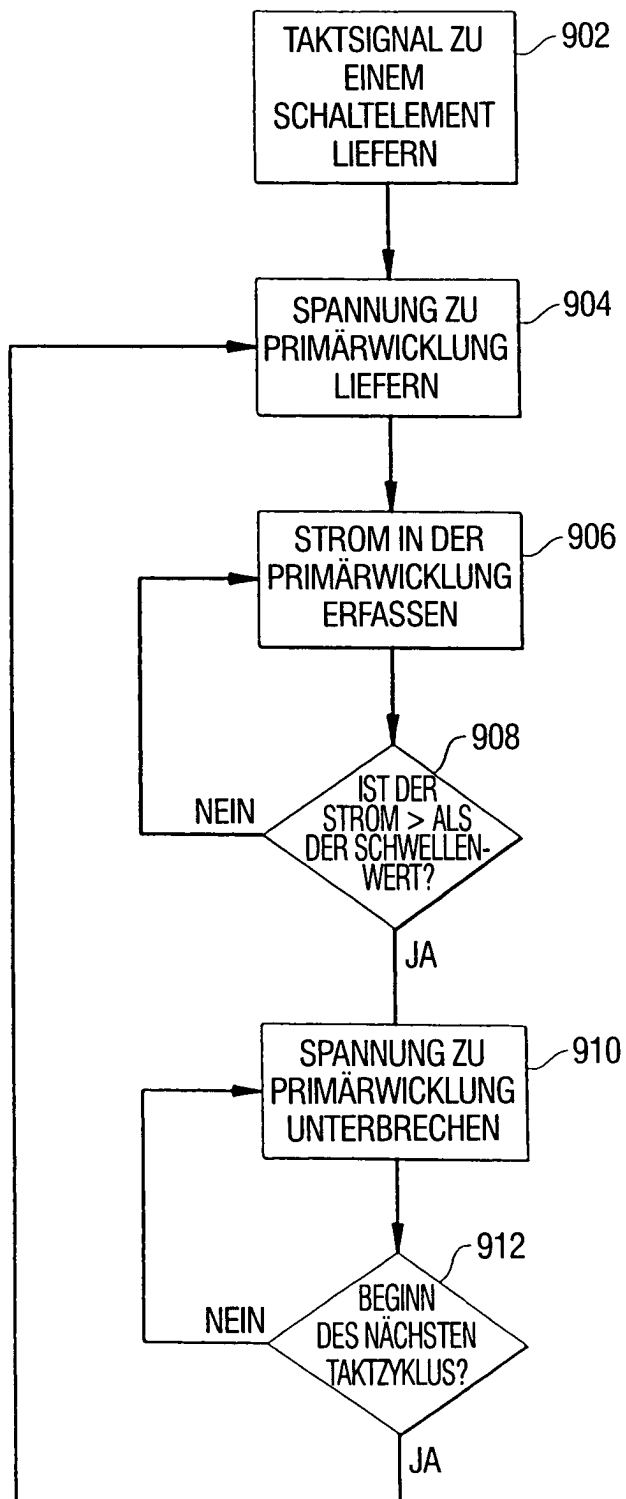 TAKTSIGNAL ZU
EINEM
SCHALTELEMENT
LIEFERN
902
SPANNUNG ZU
PRIMÄRWICKLUNG
LIEFERN
904
STROM IN DER
PRIMÄRWICKLUNG
ERFASSEN
906
908
IST DER
STROM > ALS
DER SCHWELLEN-
WERT?
NEIN
JA
SPANNUNG ZU
PRIMÄRWICKLUNG
UNTERBRECHEN
910
912
BEGINN
DES NÄCHSTEN
TAKTZYKLUS?
NEIN
JA